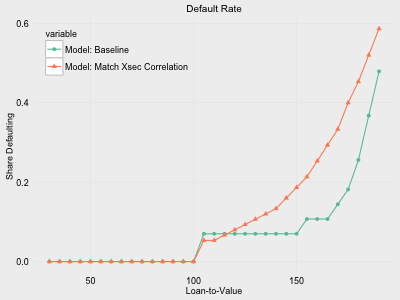 Default Rate
variable
Model: Baseline
Model: Match Xsec Correlation
Share Defaulting
0.6
0.4
0.2
0.0
50
100
150
Loan-to-Value